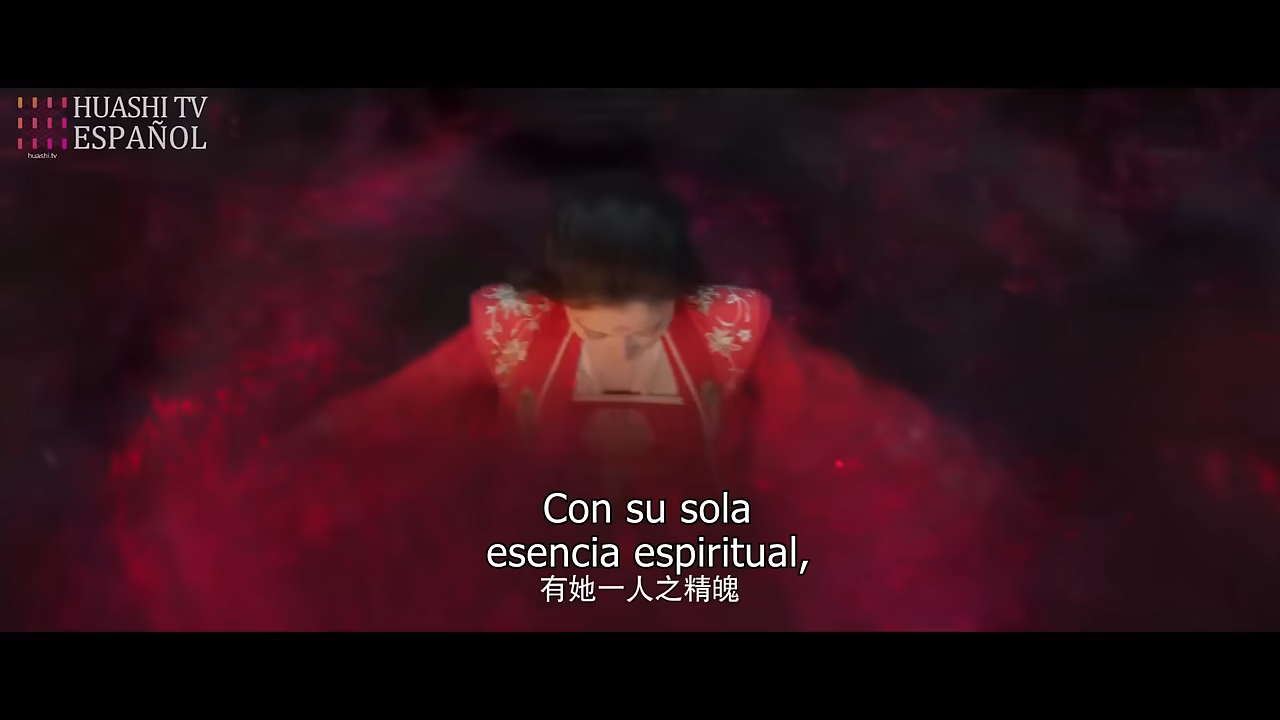 HUASHI TV
ESPAÑOL
huashi.tv
Con su sola
esencia espiritual,
有她一人之精魄